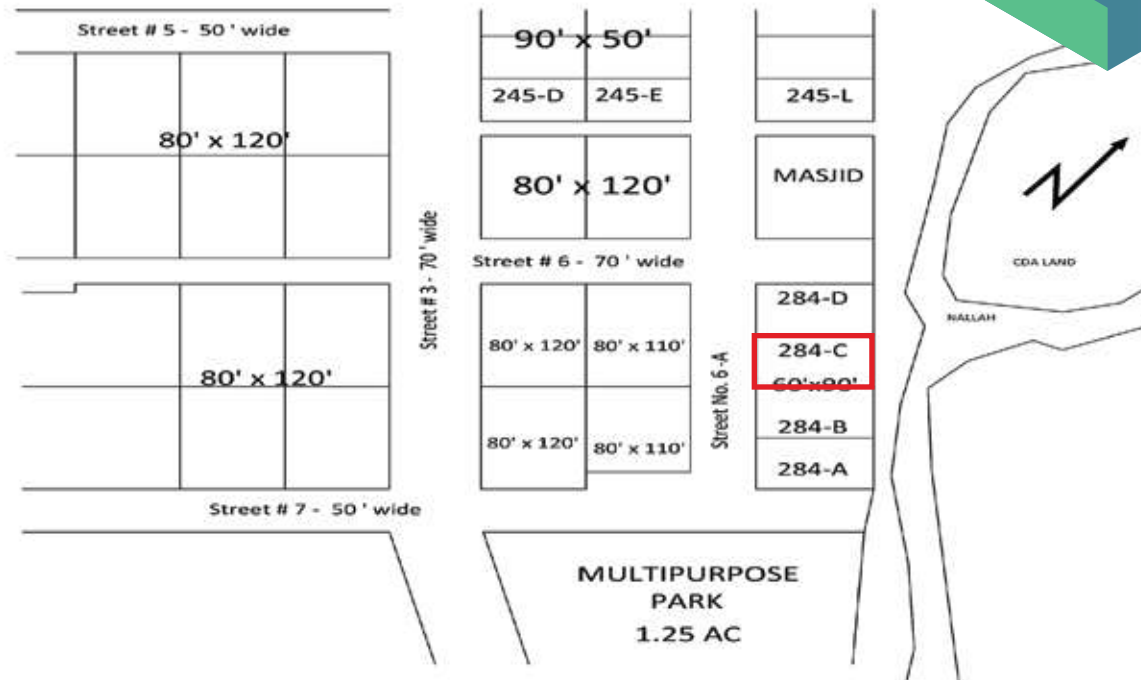 Street # 5 - 50 ' wide
90' x 50'
245-D 245-E 245-L
80' x 120'
80' x 120'
MASJID
Street # 3 - 70 ' wide
Street # 6 - 70 ' wide
CDA LAND
NALLAH
284-D
80' x 120' 80' x 110'
284-C
60'x90'
80' x 120'
Street No. 6 -A
284-B
80' x 120' 80' x 110'
284-A
Street # 7 - 50 ' wide
MULTIPURPOSE
PARK
1.25 AC